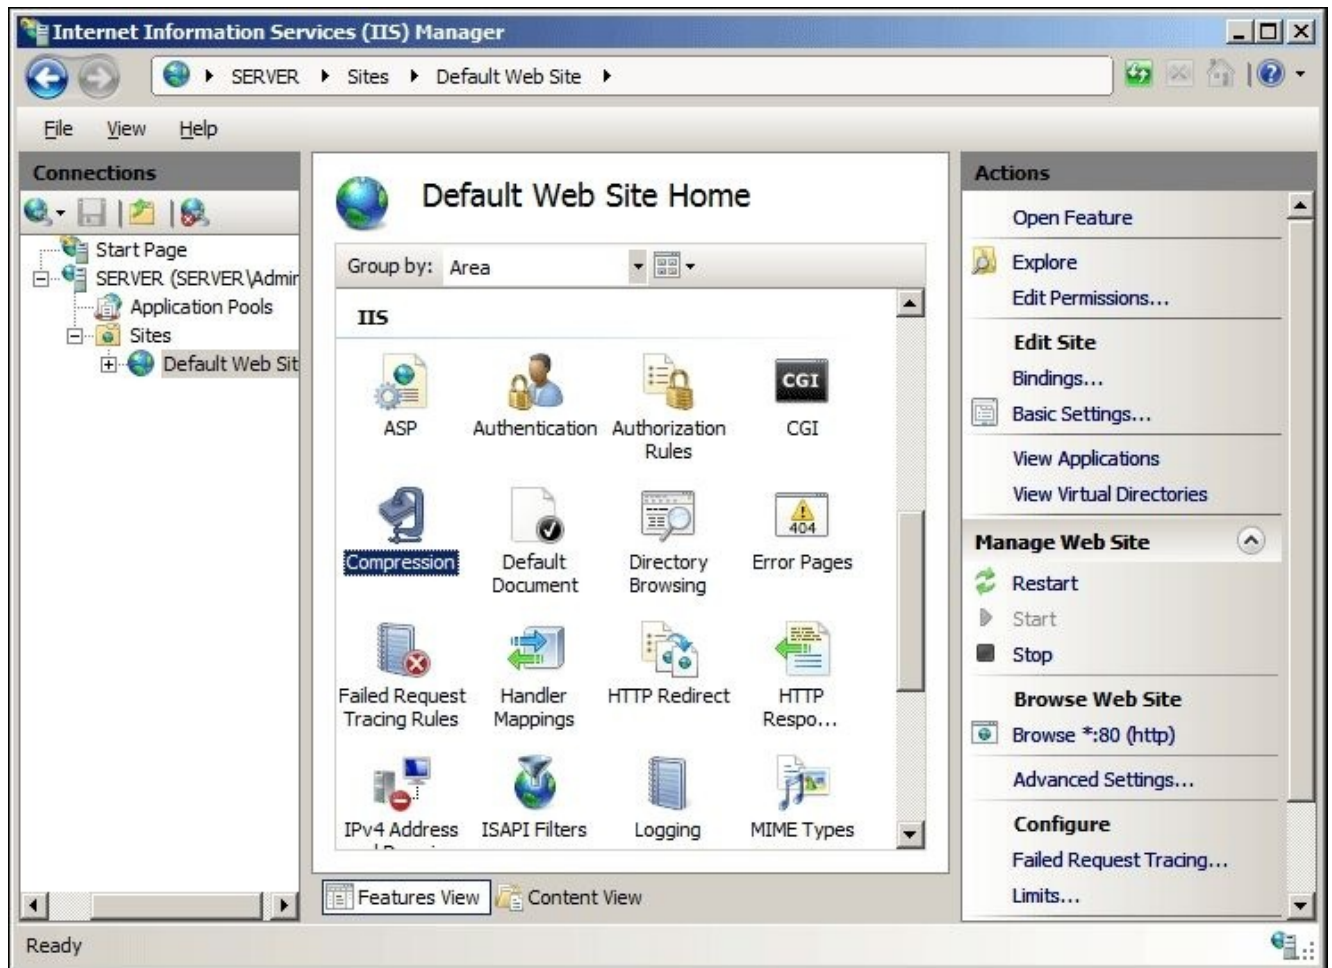 Internet Information Services (IIS) Manager
SERVER Sites Default Web Site
File View Help
Connections
Start Page
SERVER (SERVER\Admir
Application Pools
Sites
Default Web Sit
Default Web Site Home
Group by: Area
IIS
ASP
Authentication
Authorization
Rules
CGI
CGI
Compression
Default
Document
Directory
Browsing
404
Error Pages
Failed Request
Tracing Rules
Handler
Mappings
HTTP Redirect
HTTP
Respo...
IPv4 Address
ISAPI Filters
Logging
MIME Types
Features View
Content View
Actions
Open Feature
Explore
Edit Permissions...
Edit Site
Bindings...
Basic Settings...
View Applications
View Virtual Directories
Manage Web Site
Restart
Start
Stop
Browse Web Site
Browse *:80 (http)
Advanced Settings...
Configure
Failed Request Tracing...
Limits...
Ready